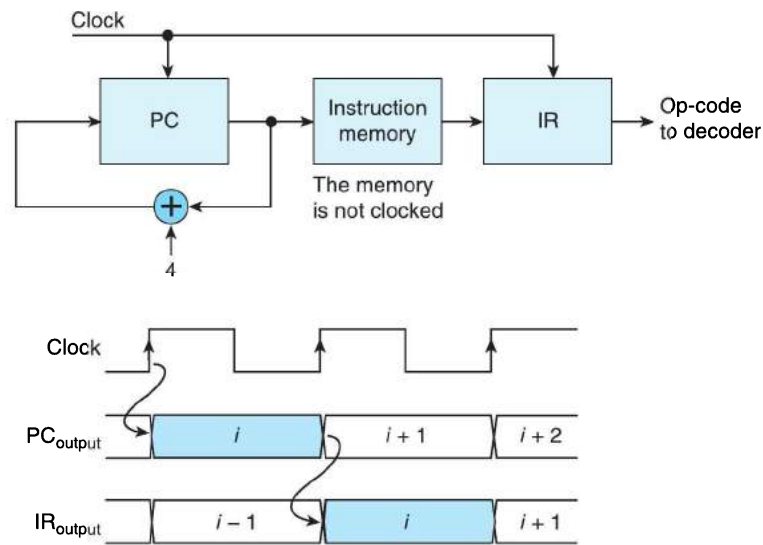 Clock
PC
Instruction
memory
IR
Op-code
to decoder
The memory
is not clocked
+
4
Clock
PCoutput
i
i + 1
i + 2
IRoutput
i – 1
i
i + 1